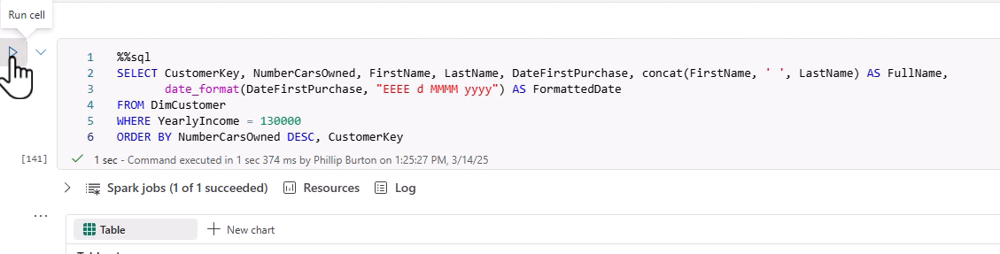 Run cell
1 %%sql
2 SELECT CustomerKey, NumberCarsOwned, FirstName, LastName, DateFirstPurchase, concat(FirstName, ' ', LastName) AS FullName,
3 date_format(DateFirstPurchase, "EEEE d MMMM yyyy") AS FormattedDate
4 FROM DimCustomer
5 WHERE YearlyIncome = 130000
6 ORDER BY NumberCarsOwned DESC, CustomerKey
[141] 1 sec - Command executed in 1 sec 374 ms by Phillip Burton on 1:25:27 PM, 3/14/25
Spark jobs (1 of 1 succeeded) Resources Log
Table New chart